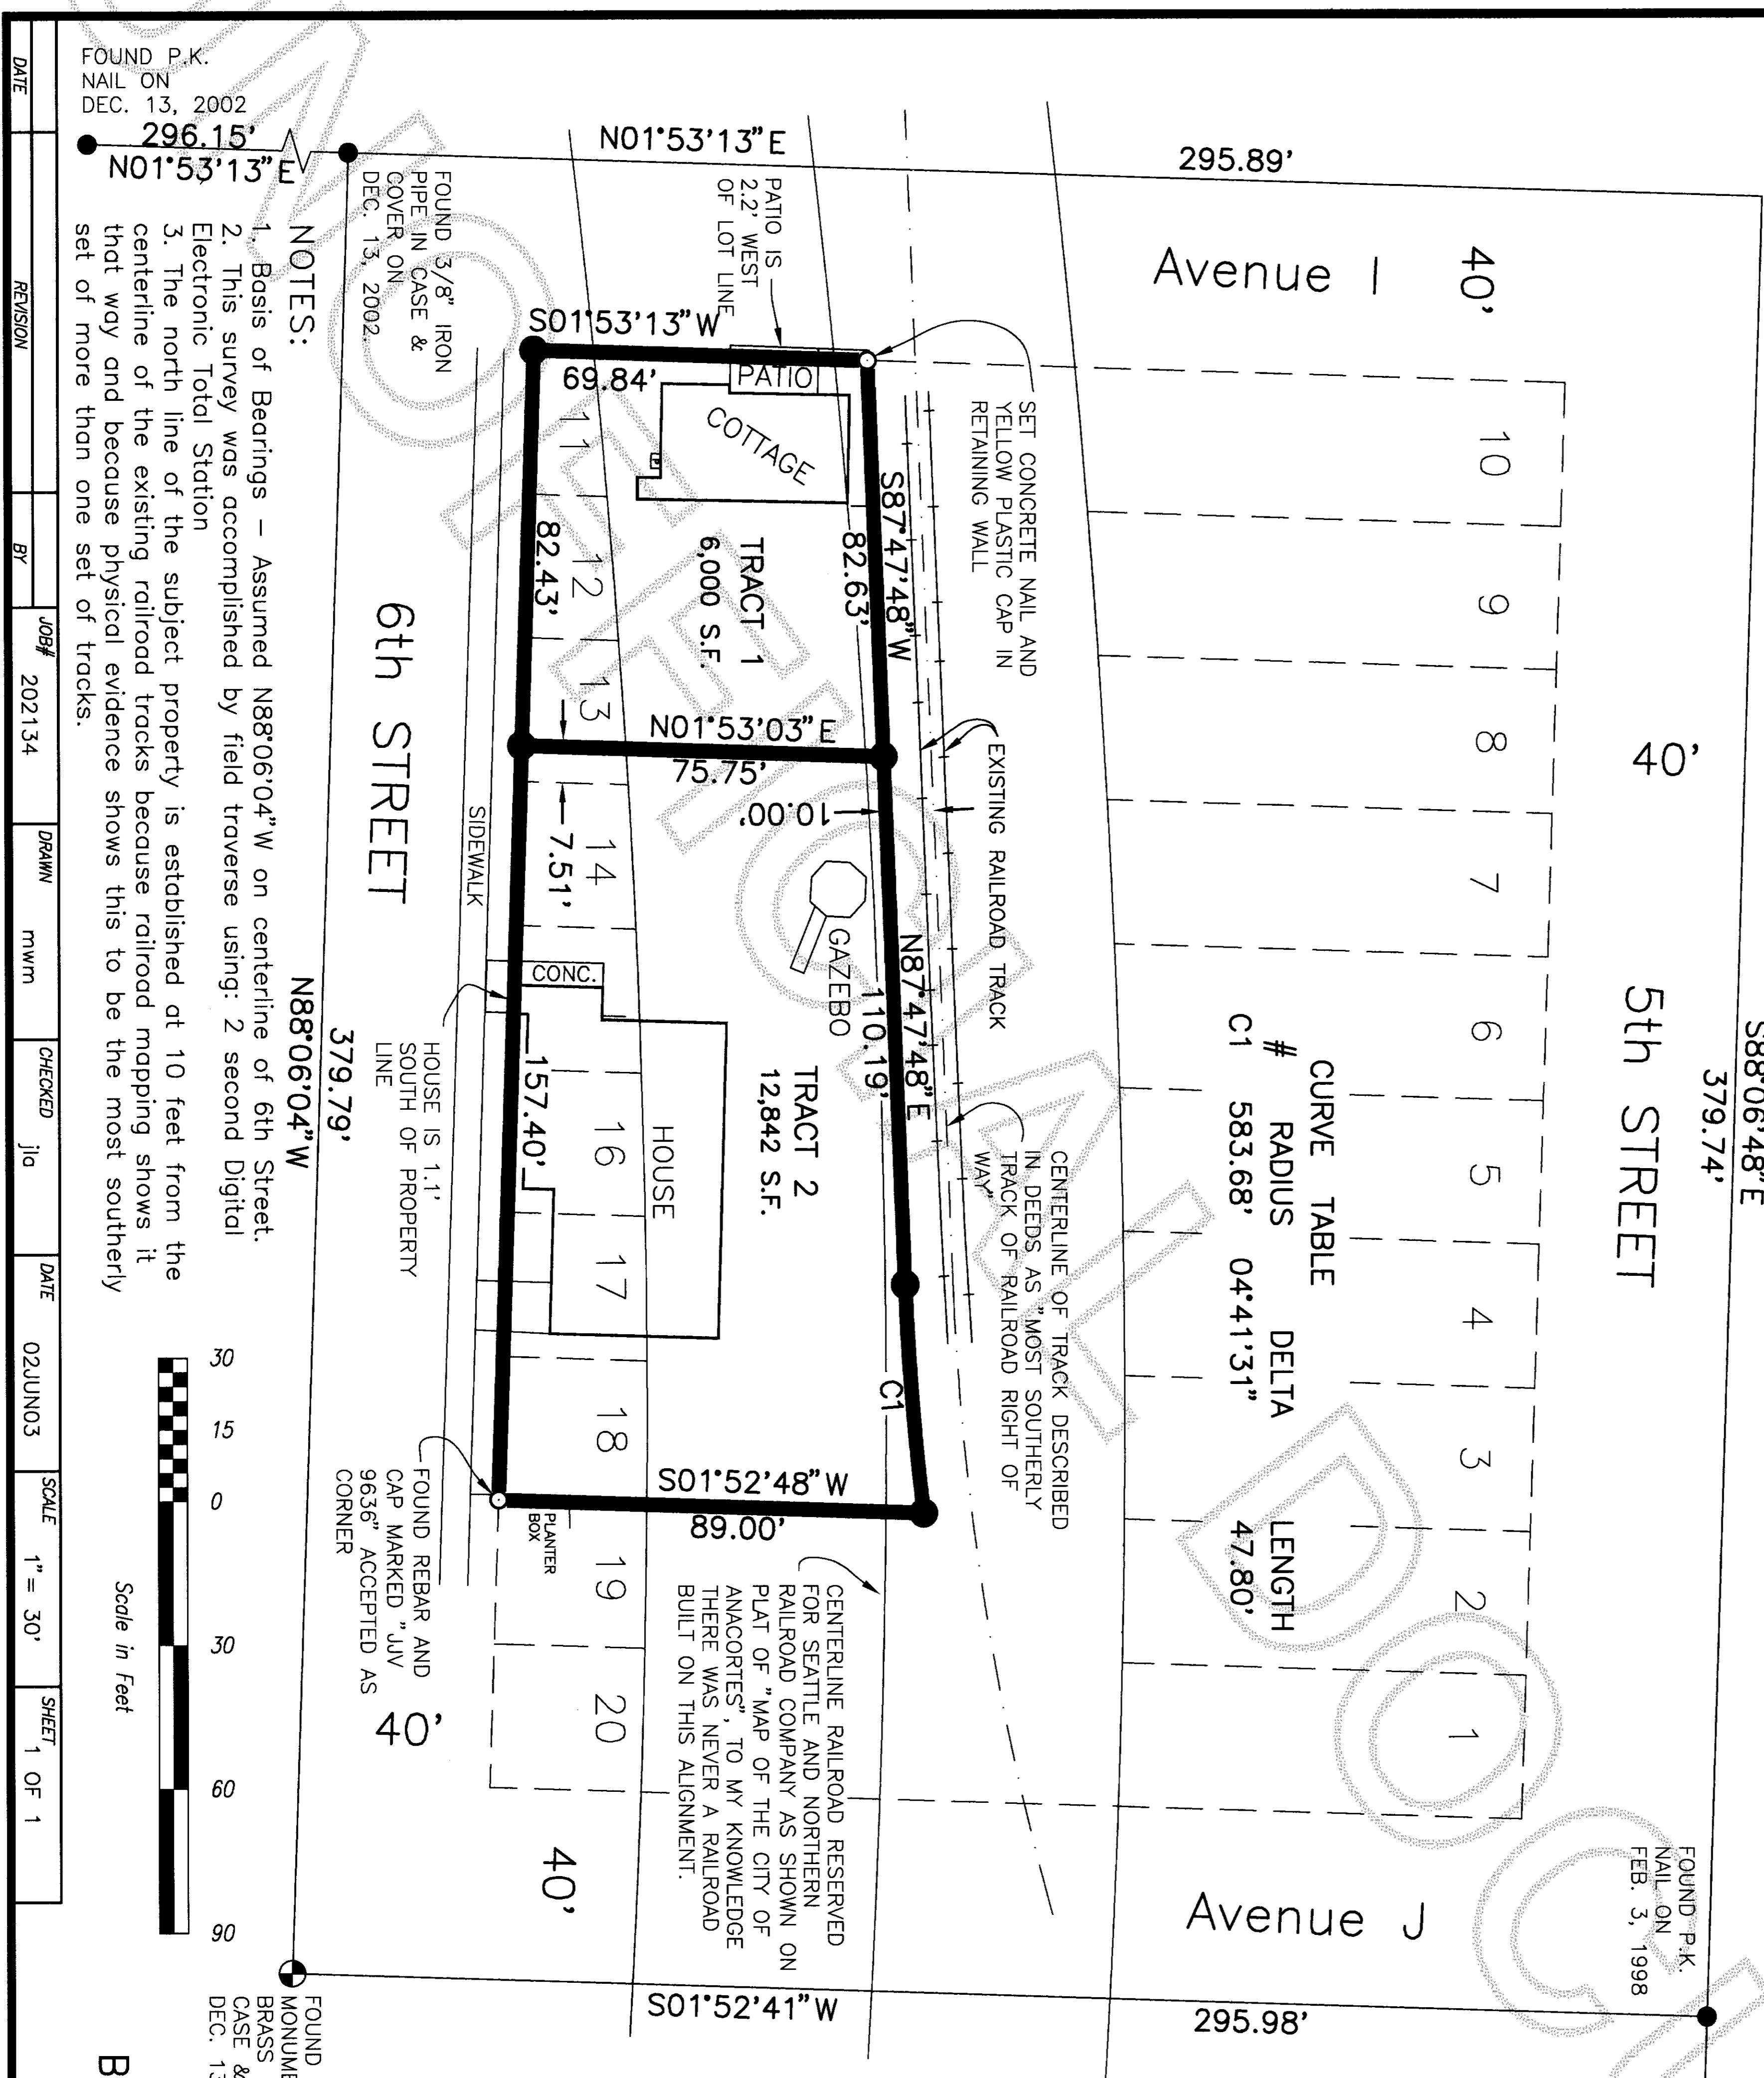 S88°06'48"E
379.74'
5th STREET
40'
40'
FOUND P.K.
NAIL ON
FEB. 3, 1998
10
9
8
7
6
5
4
3
2
1
295.89'
N01°53'13"E
Avenue I
Avenue J
295.98'
S01°52'41"W
CURVE TABLE
# RADIUS DELTA LENGTH
C1 583.68' 04°41'31" 47.80'
SET CONCRETE NAIL AND
YELLOW PLASTIC CAP IN
RETAINING WALL
EXISTING RAILROAD TRACK
CENTERLINE OF TRACK DESCRIBED
IN DEEDS AS "MOST SOUTHERLY
TRACK OF RAILROAD RIGHT OF
WAY"
S87°47'48"W
82.63'
N87°47'48"E
110.19'
C1
10.00'
PATIO IS
2.2' WEST
OF LOT LINE
PATIO
COTTAGE
P
S01°53'13"W
69.84'
TRACT 1
6,000 S.F.
N01°53'03"E
75.75'
GAZEBO
TRACT 2
12,842 S.F.
HOUSE
S01°52'48"W
89.00'
CENTERLINE RAILROAD RESERVED
FOR SEATTLE AND NORTHERN
RAILROAD COMPANY AS SHOWN ON
PLAT OF "MAP OF THE CITY OF
ANACORTES", TO MY KNOWLEDGE
THERE WAS NEVER A RAILROAD
BUILT ON THIS ALIGNMENT.
11
12
13
14
16
17
18
19
20
82.43'
7.51'
CONC.
157.40'
PLANTER
BOX
SIDEWALK
HOUSE IS 1.1'
SOUTH OF PROPERTY
LINE
FOUND REBAR AND
CAP MARKED "JJV
9636" ACCEPTED AS
CORNER
40'
40'
6th STREET
379.79'
N88°06'04"W
FOUND 3/8" IRON
PIPE IN CASE &
COVER ON
DEC. 13, 2002.
FOUND P.K.
NAIL ON
DEC. 13, 2002
296.15'
N01°53'13"E
NOTES:
1. Basis of Bearings – Assumed N88°06'04"W on centerline of 6th Street.
2. This survey was accomplished by field traverse using: 2 second Digital
Electronic Total Station
3. The north line of the subject property is established at 10 feet from the
centerline of the existing railroad tracks because railroad mapping shows it
that way and because physical evidence shows this to be the most southerly
set of more than one set of tracks.
30 15 0 30 60 90
Scale in Feet
FOUND
BRASS
CASE &
B
DATE REVISION BY
JOB# 202134
DRAWN mwm
CHECKED jla
DATE 02JUN03
SCALE 1" = 30'
SHEET 1 OF 1